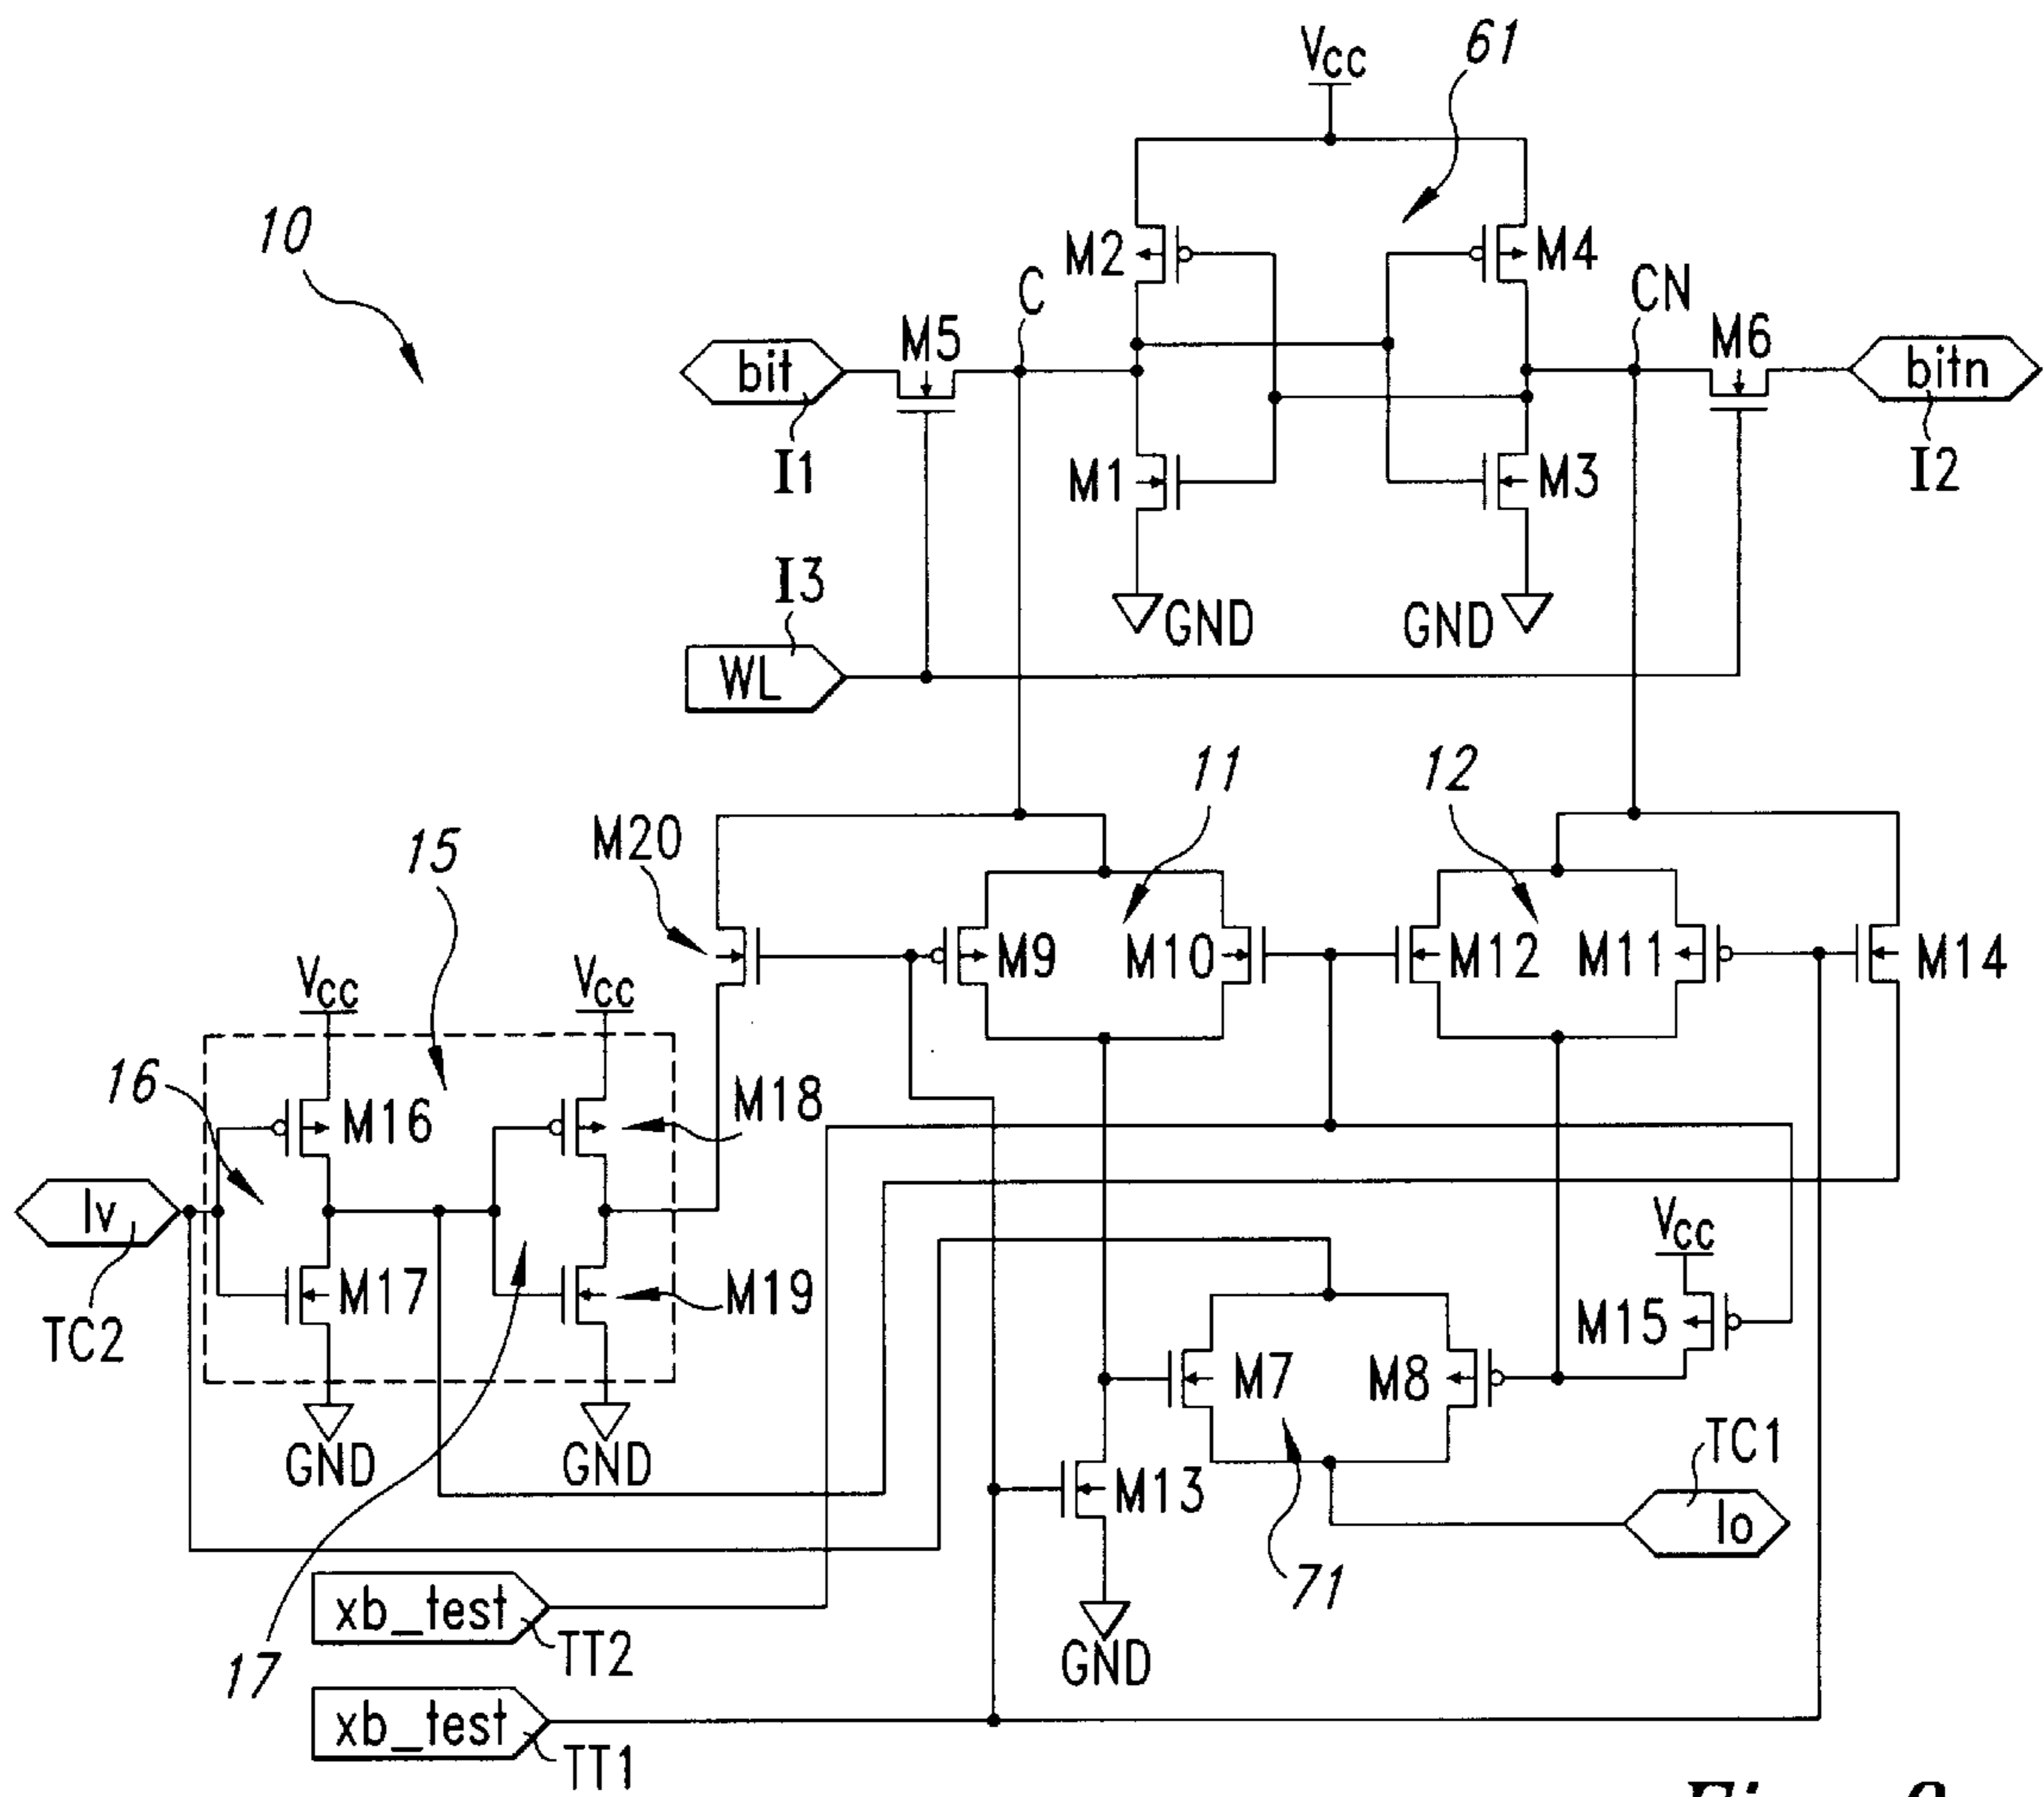 VCC
61
10
M2
M4
C
CN
M5
M6
bit
bitn
I1
M1
M3
I2
I3
GND
GND
WL
11
12
M20
15
M9
M10
M12
M11
M14
VCC
VCC
16
M16
M18
lv
VCC
M17
M19
M15
TC2
M7
M8
GND
GND
TC1
M13
lo
71
xb_test
TT2
GND
17
xb_test
TT1